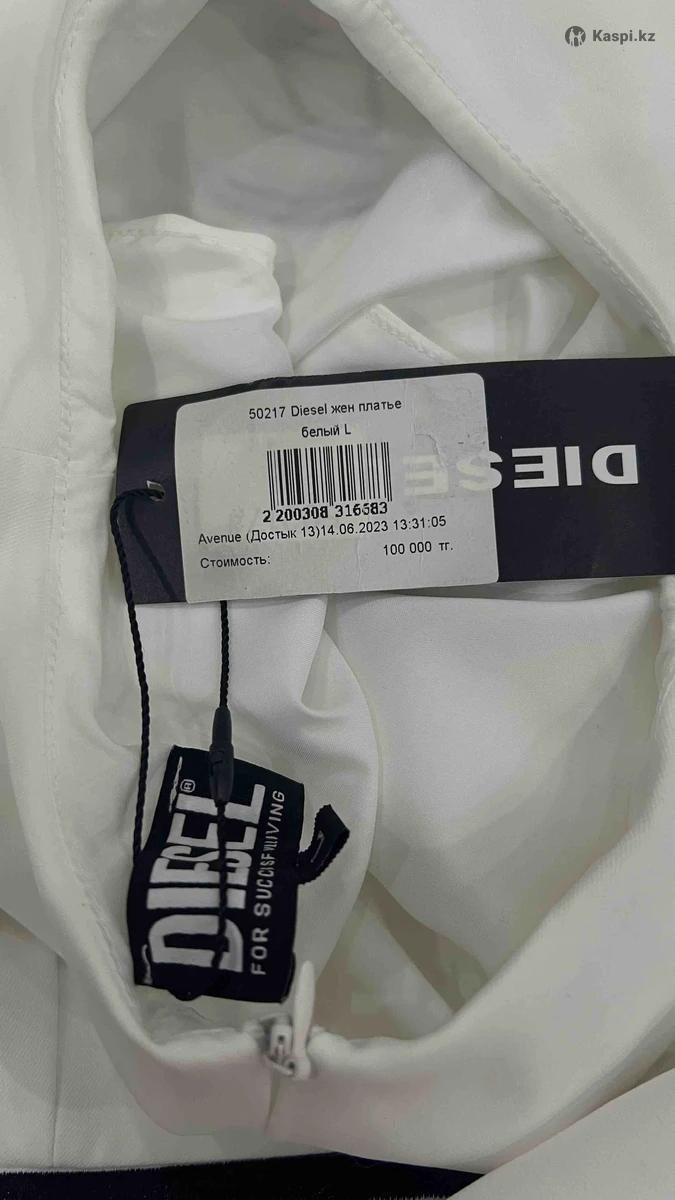 Kaspi.kz
50217 Diesel жен платье
белый L
2 200308 316583
Avenue (Достык 13)14.06.2023 13:31:05
Стоимость: 100 000 тг.
DIESEL
DIESEL®
FOR SUCCESSFUL LIVING